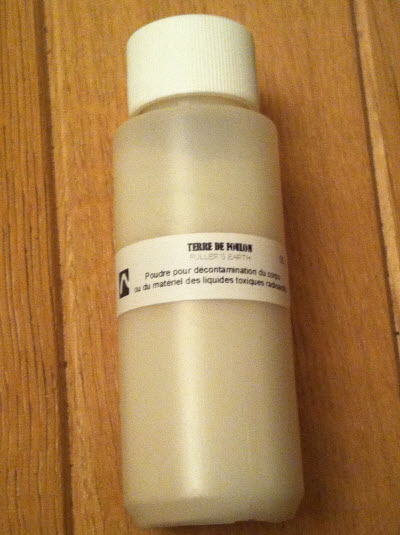 TERRE DE FOULON
FULLER'S EARTH
Poudre pour décontamination du corps
ou du matériel des liquides toxiques